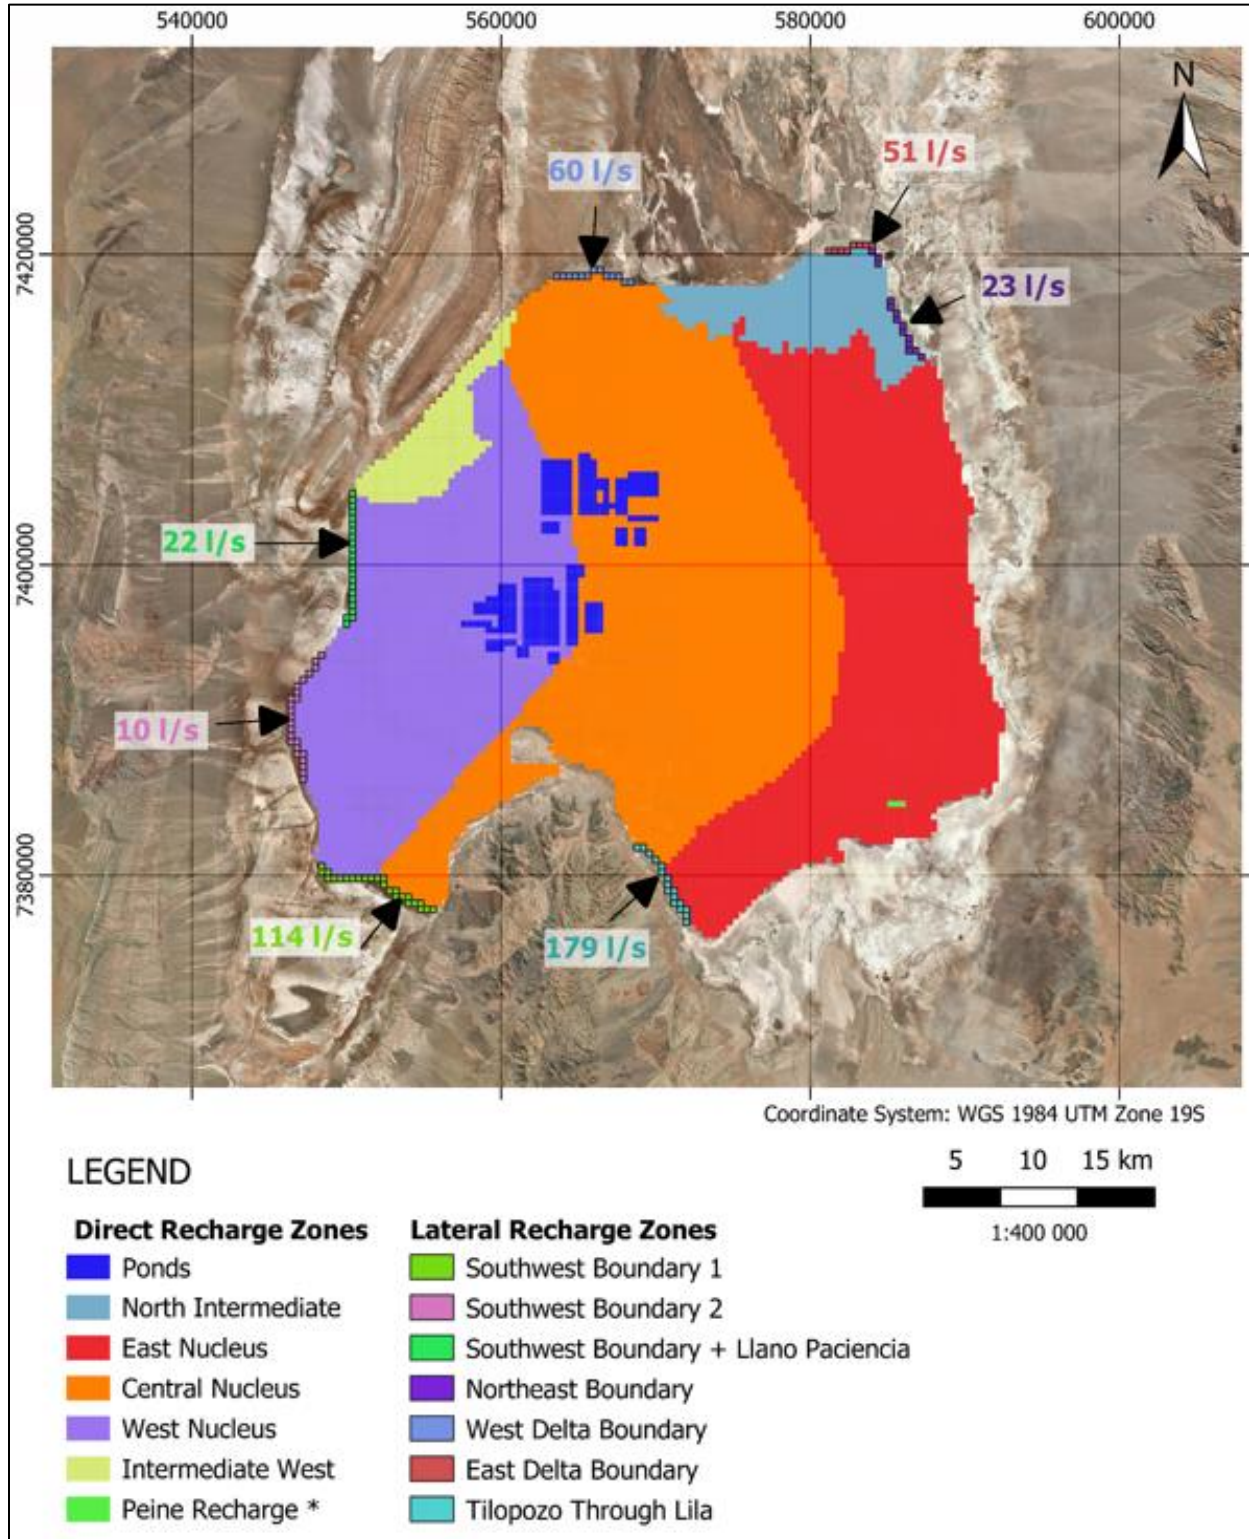 540000 560000 580000 600000
N
51 l/s
60 l/s
7420000
23 l/s
22 l/s
7400000
10 l/s
7380000
114 l/s
179 l/s
Coordinate System: WGS 1984 UTM Zone 19S
LEGEND
5 10 15 km
1:400 000
Direct Recharge Zones
Ponds
North Intermediate
East Nucleus
Central Nucleus
West Nucleus
Intermediate West
Peine Recharge *
Lateral Recharge Zones
Southwest Boundary 1
Southwest Boundary 2
Southwest Boundary + Llano Paciencia
Northeast Boundary
West Delta Boundary
East Delta Boundary
Tilopozo Through Lila